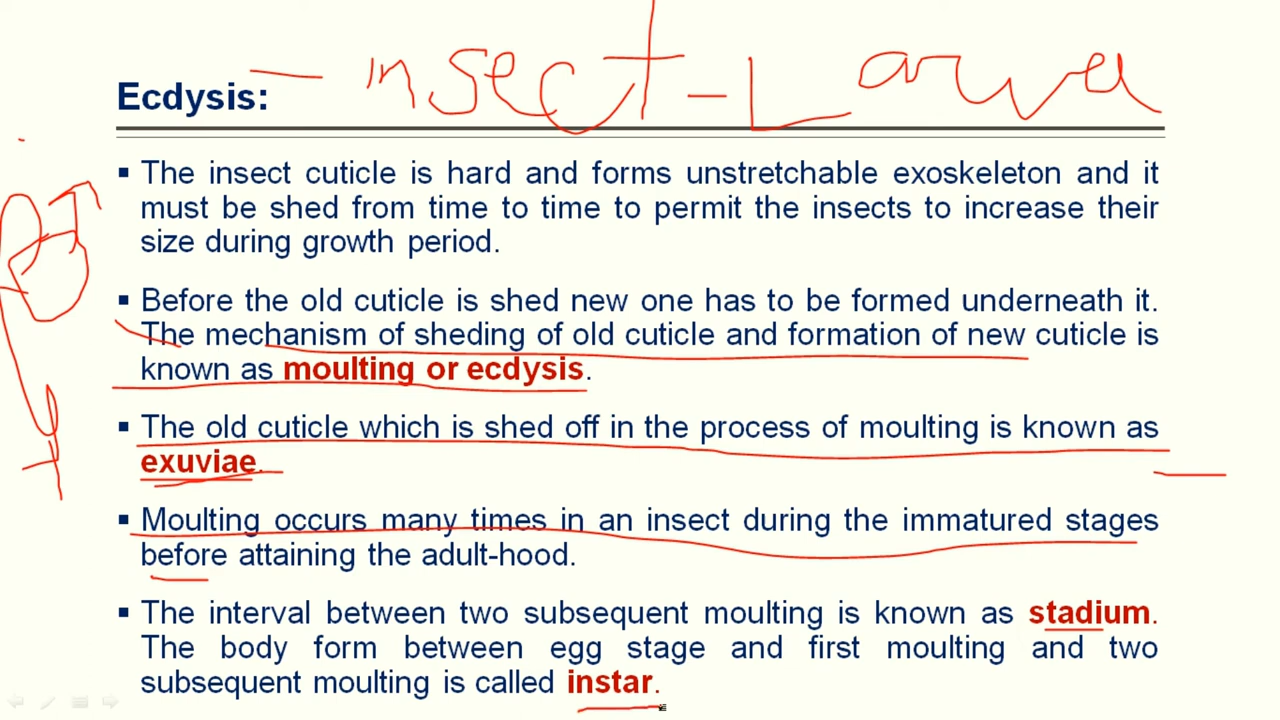 Ecdysis: - insect - Larva
▪ The insect cuticle is hard and forms unstretchable exoskeleton and it
must be shed from time to time to permit the insects to increase their
size during growth period.
▪ Before the old cuticle is shed new one has to be formed underneath it.
The mechanism of sheding of old cuticle and formation of new cuticle is
known as moulting or ecdysis.
▪ The old cuticle which is shed off in the process of moulting is known as
exuviae.
▪ Moulting occurs many times in an insect during the immatured stages
before attaining the adult-hood.
▪ The interval between two subsequent moulting is known as stadium.
The body form between egg stage and first moulting and two
subsequent moulting is called instar.